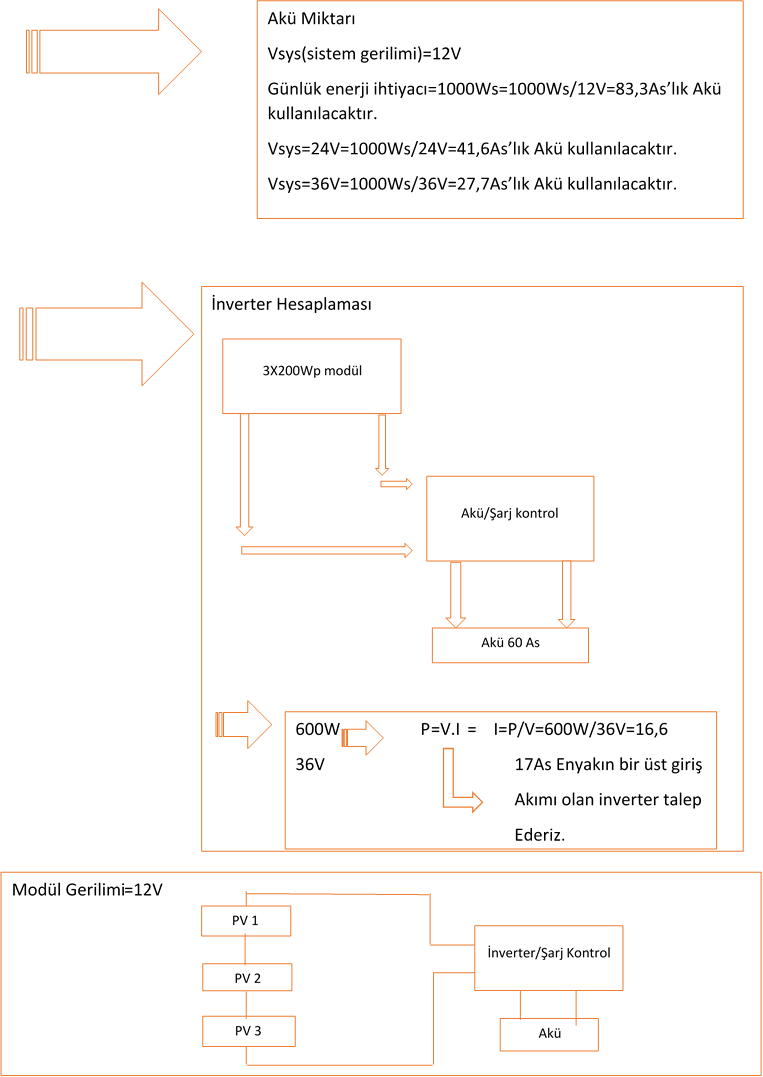 Akü Miktarı
Vsys(sistem gerilimi)=12V
Günlük enerji ihtiyacı=1000Ws=1000Ws/12V=83,3As’lık Akü
kullanılacaktır.
Vsys=24V=1000Ws/24V=41,6As’lık Akü kullanılacaktır.
Vsys=36V=1000Ws/36V=27,7As’lık Akü kullanılacaktır.
İnverter Hesaplaması
3X200Wp modül
Akü/Şarj kontrol
Akü 60 As
600W P=V.I = I=P/V=600W/36V=16,6
36V 17As Enyakın bir üst giriş
Akımı olan inverter talep
Ederiz.
Modül Gerilimi=12V
PV 1
İnverter/Şarj Kontrol
PV 2
PV 3
Akü